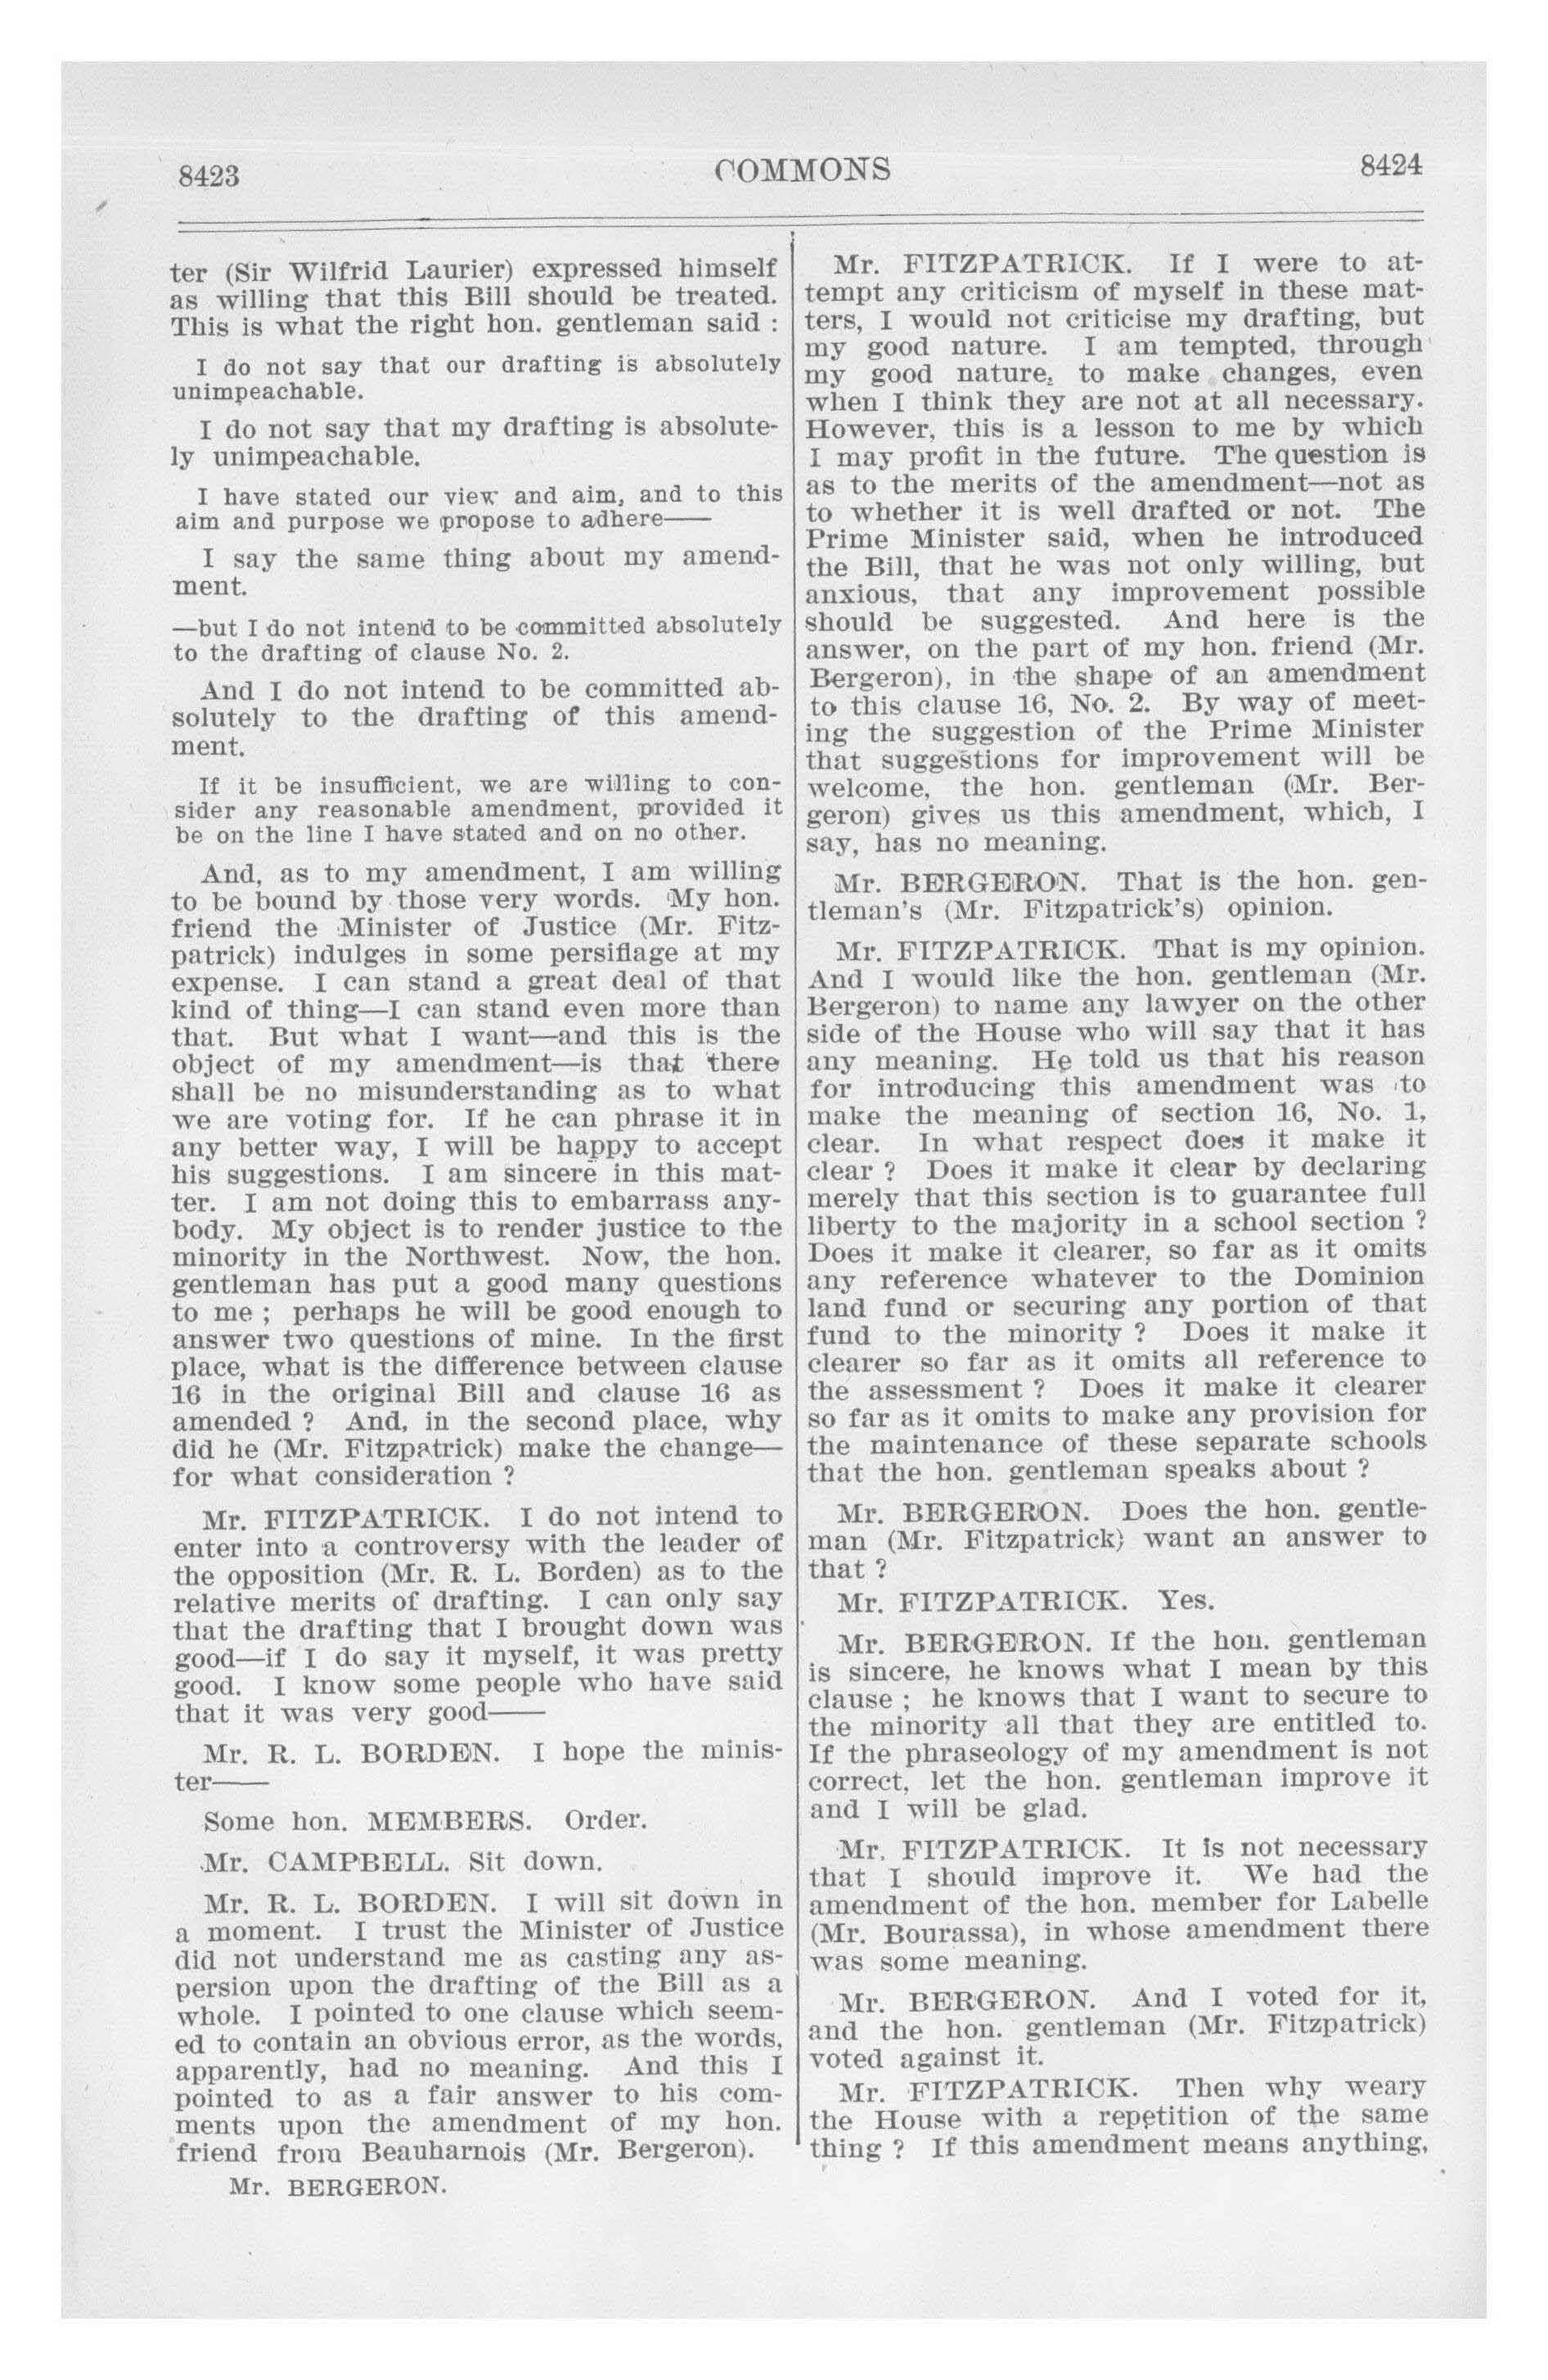 8423
COMMONS
8424
ter (Sir Wilfrid Laurier) expressed himself
as willing that this Bill should be treated.
This is what the right hon. gentleman said :
I do not say that our drafting is absolutely
unimpeachable.
I do not say that my drafting is absolute-
ly unimpeachable.
I have stated our view and aim, and to this
aim and purpose we propose to adhere——
I say the same thing about my amend-
ment.
—but I do not intend to be committed absolutely
to the drafting of clause No. 2.
And I do not intend to be committed ab-
solutely to the drafting of this amend-
ment.
If it be insufficient, we are willing to con-
sider any reasonable amendment, provided it
be on the line I have stated and on no other.
And, as to my amendment, I am willing
to be bound by those very words. My hon.
friend the Minister of Justice (Mr. Fitz-
patrick) indulges in some persiflage at my
expense. I can stand a great deal of that
kind of thing—I can stand even more than
that. But what I want—and this is the
object of my amendment—is that there
shall be no misunderstanding as to what
we are voting for. If he can phrase it in
any better way, I will be happy to accept
his suggestions. I am sincere in this mat-
ter. I am not doing this to embarrass any-
body. My object is to render justice to the
minority in the Northwest. Now, the hon.
gentleman has put a good many questions
to me ; perhaps he will be good enough to
answer two questions of mine. In the first
place, what is the difference between clause
16 in the original Bill and clause 16 as
amended ? And, in the second place, why
did he (Mr. Fitzpatrick) make the change—
for what consideration ?
Mr. FITZPATRICK. I do not intend to
enter into a controversy with the leader of
the opposition (Mr. R. L. Borden) as to the
relative merits of drafting. I can only say
that the drafting that I brought down was
good—if I do say it myself, it was pretty
good. I know some people who have said
that it was very good——
Mr. R. L. BORDEN. I hope the minis-
ter——
Some hon. MEMBERS. Order.
Mr. CAMPBELL. Sit down.
Mr. R. L. BORDEN. I will sit down in
a moment. I trust the Minister of Justice
did not understand me as casting any as-
persion upon the drafting of the Bill as a
whole. I pointed to one clause which seem-
ed to contain an obvious error, as the words,
apparently, had no meaning. And this I
pointed to as a fair answer to his com-
ments upon the amendment of my hon.
friend from Beauharnois (Mr. Bergeron).
Mr. BERGERON.
Mr. FITZPATRICK. If I were to at-
tempt any criticism of myself in these mat-
ters, I would not criticise my drafting, but
my good nature. I am tempted, through
my good nature, to make changes, even
when I think they are not at all necessary.
However, this is a lesson to me by which
I may profit in the future. The question is
as to the merits of the amendment—not as
to whether it is well drafted or not. The
Prime Minister said, when he introduced
the Bill, that he was not only willing, but
anxious, that any improvement possible
should be suggested. And here is the
answer, on the part of my hon. friend (Mr.
Bergeron), in the shape of an amendment
to this clause 16, No. 2. By way of meet-
ing the suggestion of the Prime Minister
that suggestions for improvement will be
welcome, the hon. gentleman (Mr. Ber-
geron) gives us this amendment, which, I
say, has no meaning.
Mr. BERGERON. That is the hon. gen-
tleman's (Mr. Fitzpatrick's) opinion.
Mr. FITZPATRICK. That is my opinion.
And I would like the hon. gentleman (Mr.
Bergeron) to name any lawyer on the other
side of the House who will say that it has
any meaning. He told us that his reason
for introducing this amendment was to
make the meaning of section 16, No. 1,
clear. In what respect does it make it
clear ? Does it make it clear by declaring
merely that this section is to guarantee full
liberty to the majority in a school section ?
Does it make it clearer, so far as it omits
any reference whatever to the Dominion
land fund or securing any portion of that
fund to the minority ? Does it make it
clearer so far as it omits all reference to
the assessment ? Does it make it clearer
so far as it omits to make any provision for
the maintenance of these separate schools
that the hon. gentleman speaks about ?
Mr. BERGERON. Does the hon. gentle-
man (Mr. Fitzpatrick) want an answer to
that ?
Mr. FITZPATRICK. Yes.
Mr. BERGERON. If the hon. gentleman
is sincere, he knows what I mean by this
clause ; he knows that I want to secure to
the minority all that they are entitled to.
If the phraseology of my amendment is not
correct, let the hon. gentleman improve it
and I will be glad.
Mr. FITZPATRICK. It is not necessary
that I should improve it. We had the
amendment of the hon. member for Labelle
(Mr. Bourassa), in whose amendment there
was some meaning.
Mr. BERGERON. And I voted for it,
and the hon. gentleman (Mr. Fitzpatrick)
voted against it.
Mr. FITZPATRICK. Then why weary
the House with a repetition of the same
thing ? If this amendment means anything,